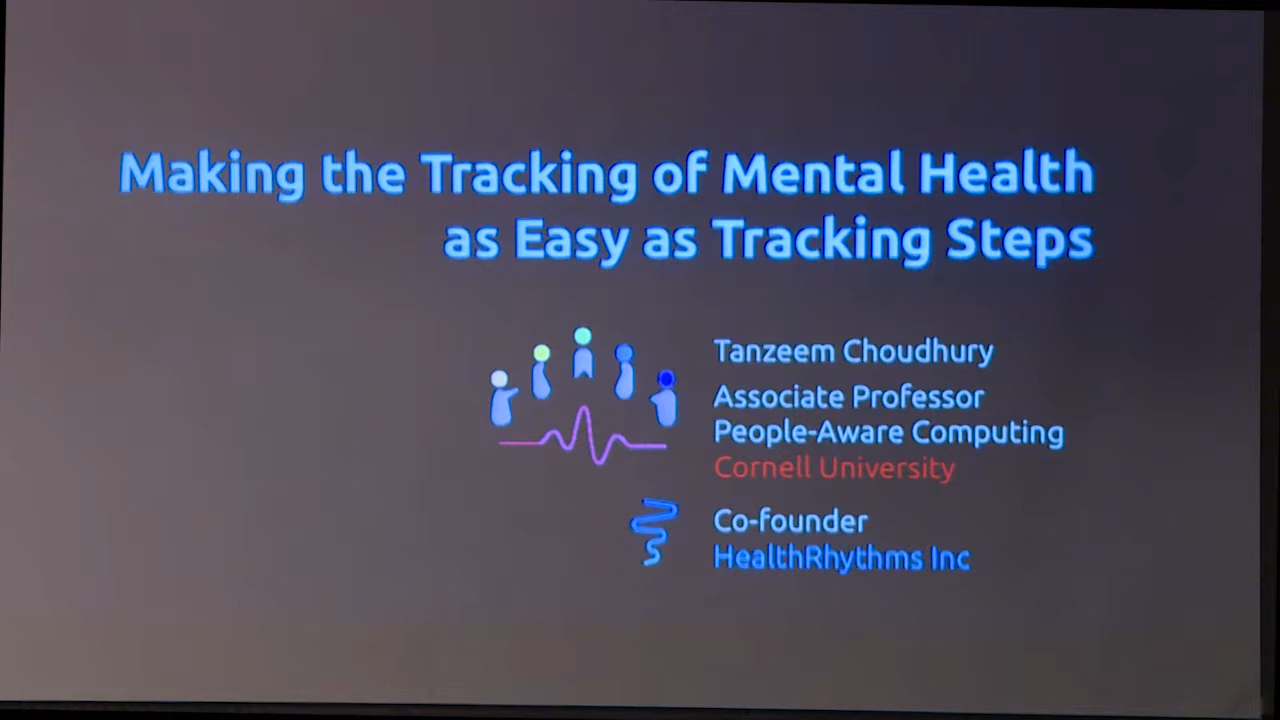 Making the Tracking of Mental Health
as Easy as Tracking Steps
Tanzeem Choudhury
Associate Professor
People-Aware Computing
Cornell University
Co-founder
HealthRhythms Inc